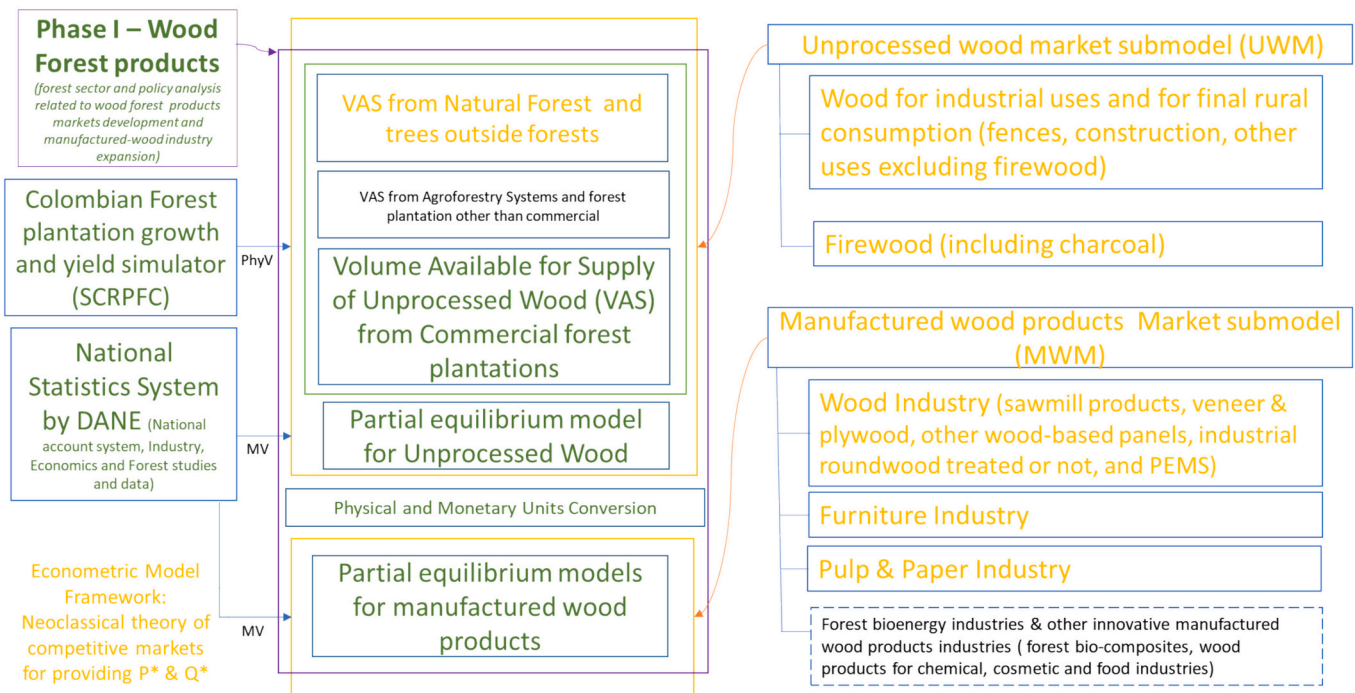 Phase I – Wood
Forest products
(forest sector and policy analysis
related to wood forest products
markets development and
manufactured-wood industry
expansion)
Colombian Forest
plantation growth
and yield simulator
(SCRPFC)
PhyV
National
Statistics System
by DANE (National
account system, Industry,
Economics and Forest studies
and data)
MV
MV
Econometric Model
Framework:
Neoclassical theory of
competitive markets
for providing P* & Q*
VAS from Natural Forest and
trees outside forests
VAS from Agroforestry Systems and forest
plantation other than commercial
Volume Available for Supply
of Unprocessed Wood (VAS)
from Commercial forest
plantations
Partial equilibrium model
for Unprocessed Wood
Physical and Monetary Units Conversion
Partial equilibrium models
for manufactured wood
products
Unprocessed wood market submodel (UWM)
Wood for industrial uses and for final rural
consumption (fences, construction, other
uses excluding firewood)
Firewood (including charcoal)
Manufactured wood products Market submodel
(MWM)
Wood Industry (sawmill products, veneer &
plywood, other wood-based panels, industrial
roundwood treated or not, and PEMS)
Furniture Industry
Pulp & Paper Industry
Forest bioenergy industries & other innovative manufactured
wood products industries ( forest bio-composites, wood
products for chemical, cosmetic and food industries)